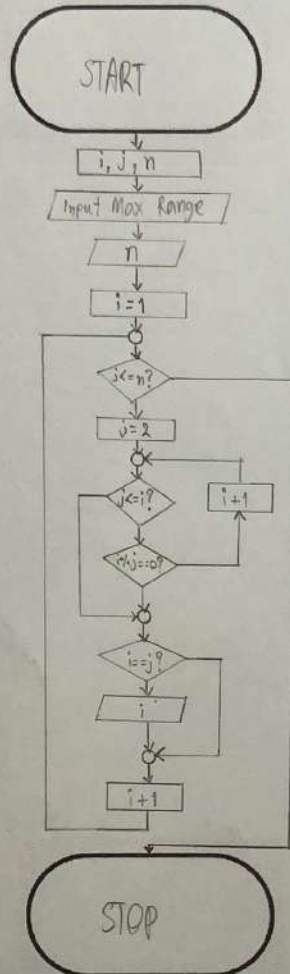 START
i, j, n
Input Max Range
n
i=1
i<=n?
j=2
j<=i?
i+1
i%j==0?
i==j?
i
i+1
STOP